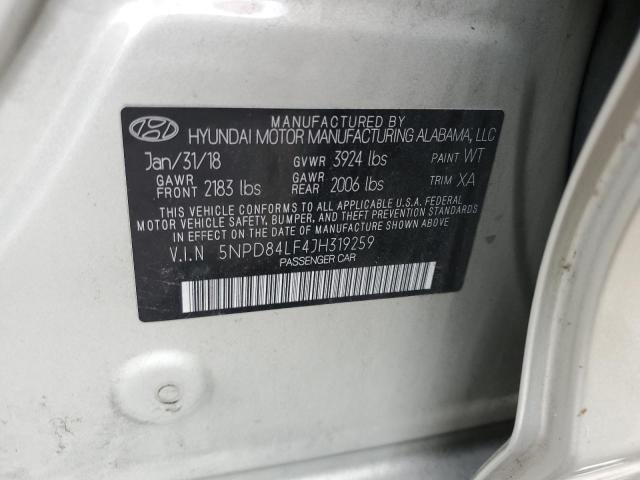 MANUFACTURED BY
HYUNDAI MOTOR MANUFACTURING ALABAMA, LLC
Jan/31/18 GVWR 3924 lbs PAINT WT
GAWR FRONT 2183 lbs GAWR REAR 2006 lbs TRIM XA
THIS VEHICLE CONFORMS TO ALL APPLICABLE U.S.A. FEDERAL
MOTOR VEHICLE SAFETY, BUMPER, AND THEFT PREVENTION STANDARDS
IN EFFECT ON THE DATE OF MANUFACTURE SHOWN ABOVE.
V.I.N 5NPD84LF4JH319259
PASSENGER CAR